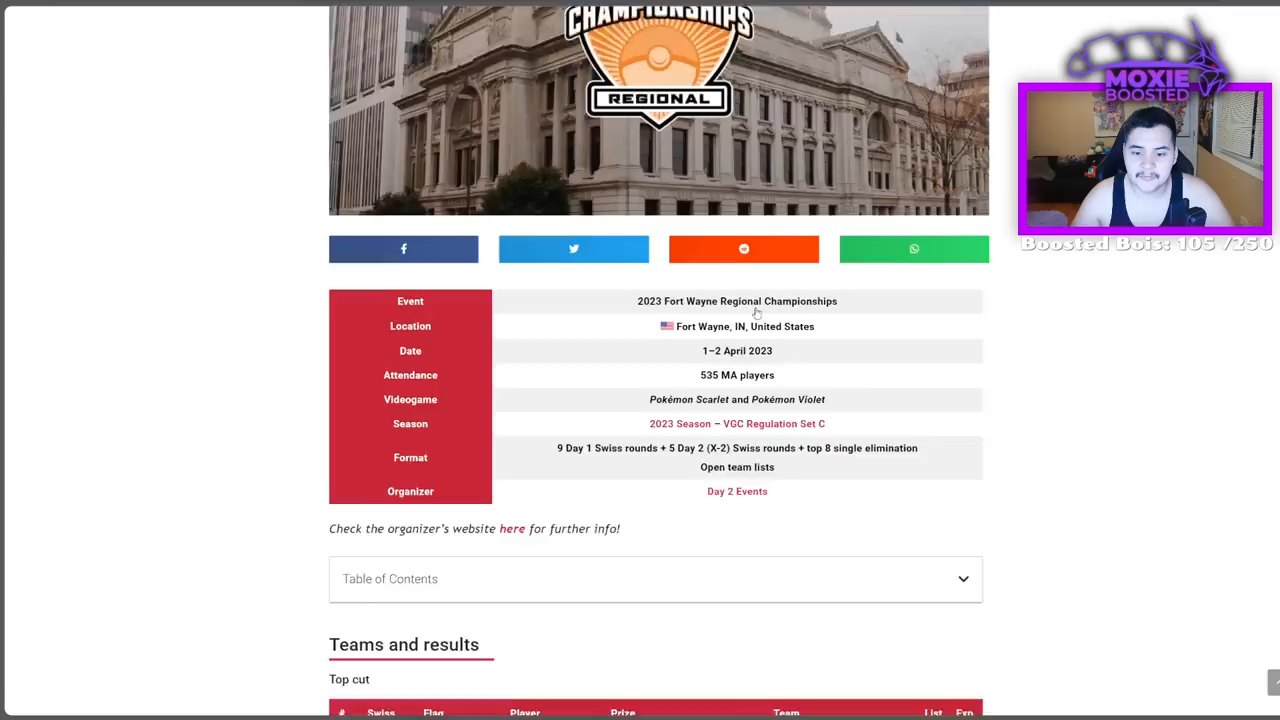 CHAMPIONSHIPS
REGIONAL
MOXIE
BOOSTED
Boosted Bois: 105 /250
Event 2023 Fort Wayne Regional Championships
Location Fort Wayne, IN, United States
Date 1–2 April 2023
Attendance 535 MA players
Videogame Pokémon Scarlet and Pokémon Violet
Season 2023 Season – VGC Regulation Set C
Format 9 Day 1 Swiss rounds + 5 Day 2 (X-2) Swiss rounds + top 8 single elimination
Open team lists
Organizer Day 2 Events
Check the organizer's website here for further info!
Table of Contents
Teams and results
Top cut
# Swiss Flag Player Prize Team List Exp